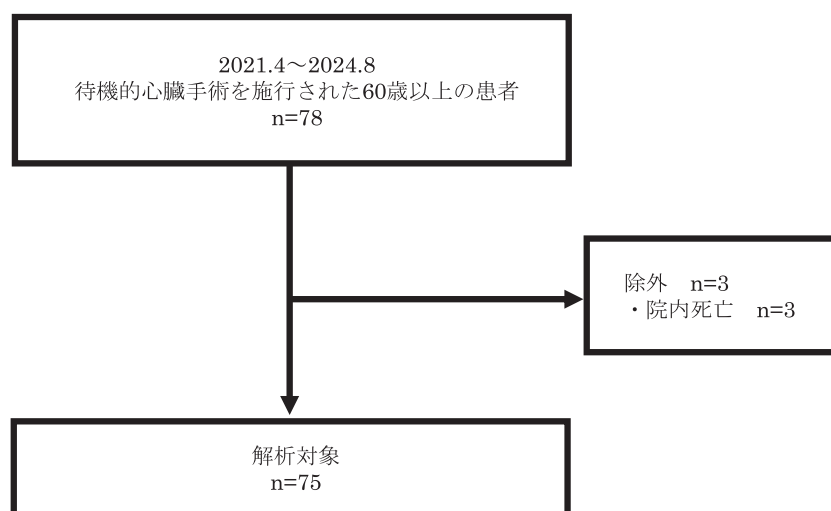 2021.4～2024.8
待機的心臓手術を施行された60歳以上の患者
n=78
除外　n=3
・院内死亡　n=3
解析対象
n=75